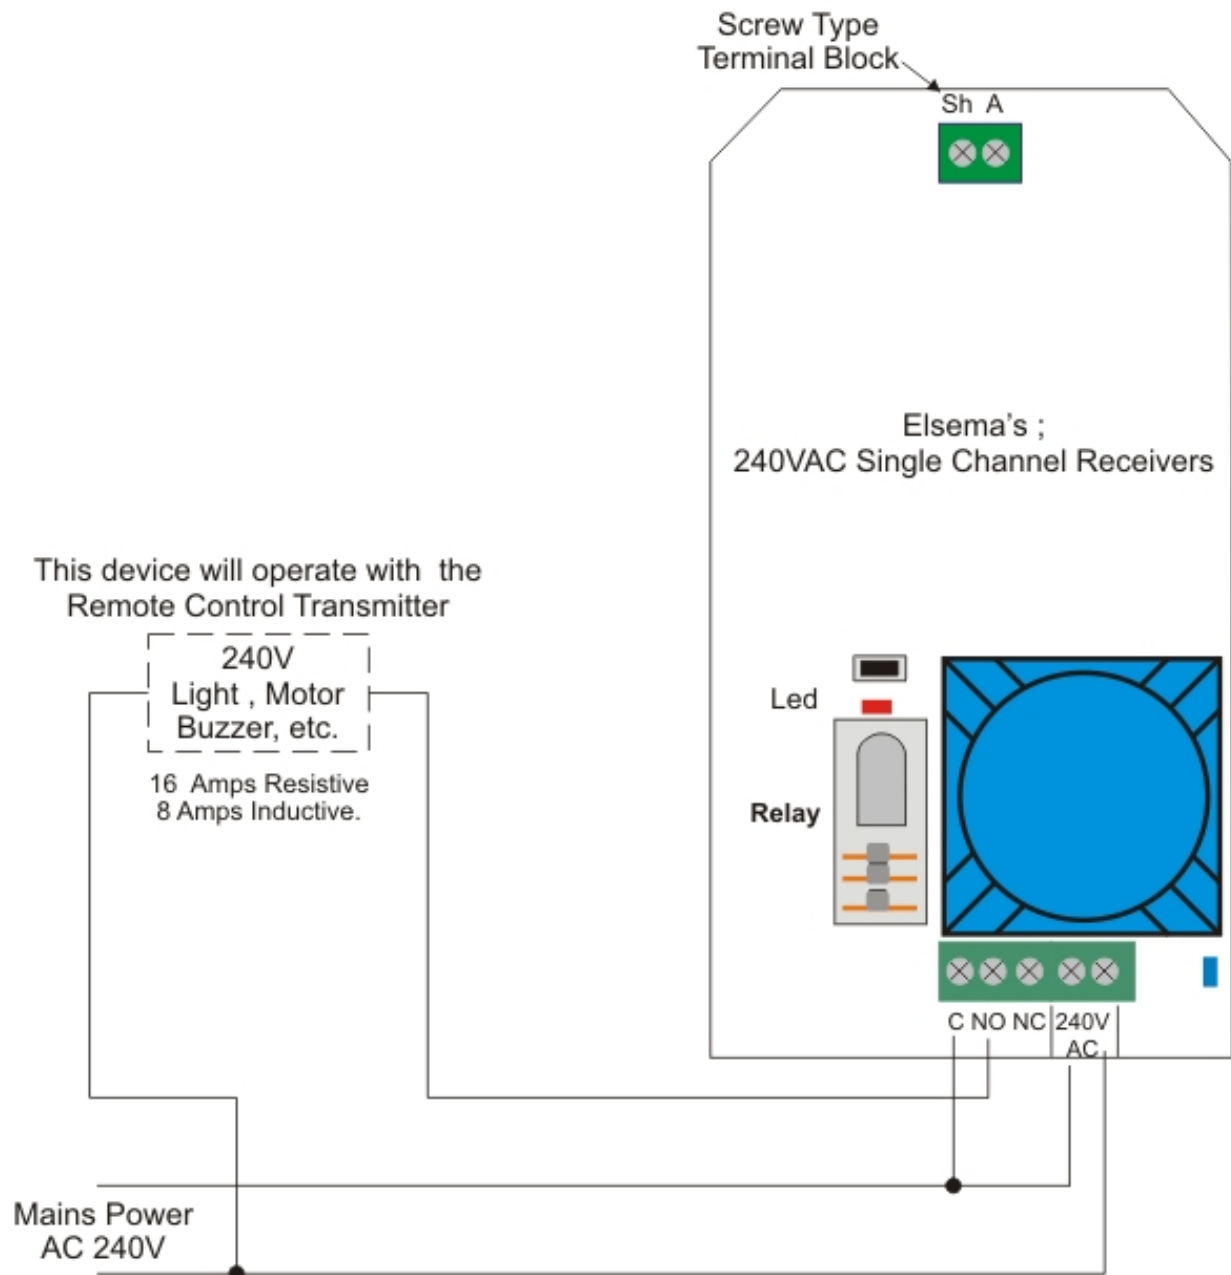 Screw Type
Terminal Block
Sh A
Elsema's ;
240VAC Single Channel Receivers
This device will operate with the
Remote Control Transmitter
240V
Light , Motor
Buzzer, etc.
16 Amps Resistive
8 Amps Inductive.
Led
Relay
C NO NC 240V
AC
Mains Power
AC 240V